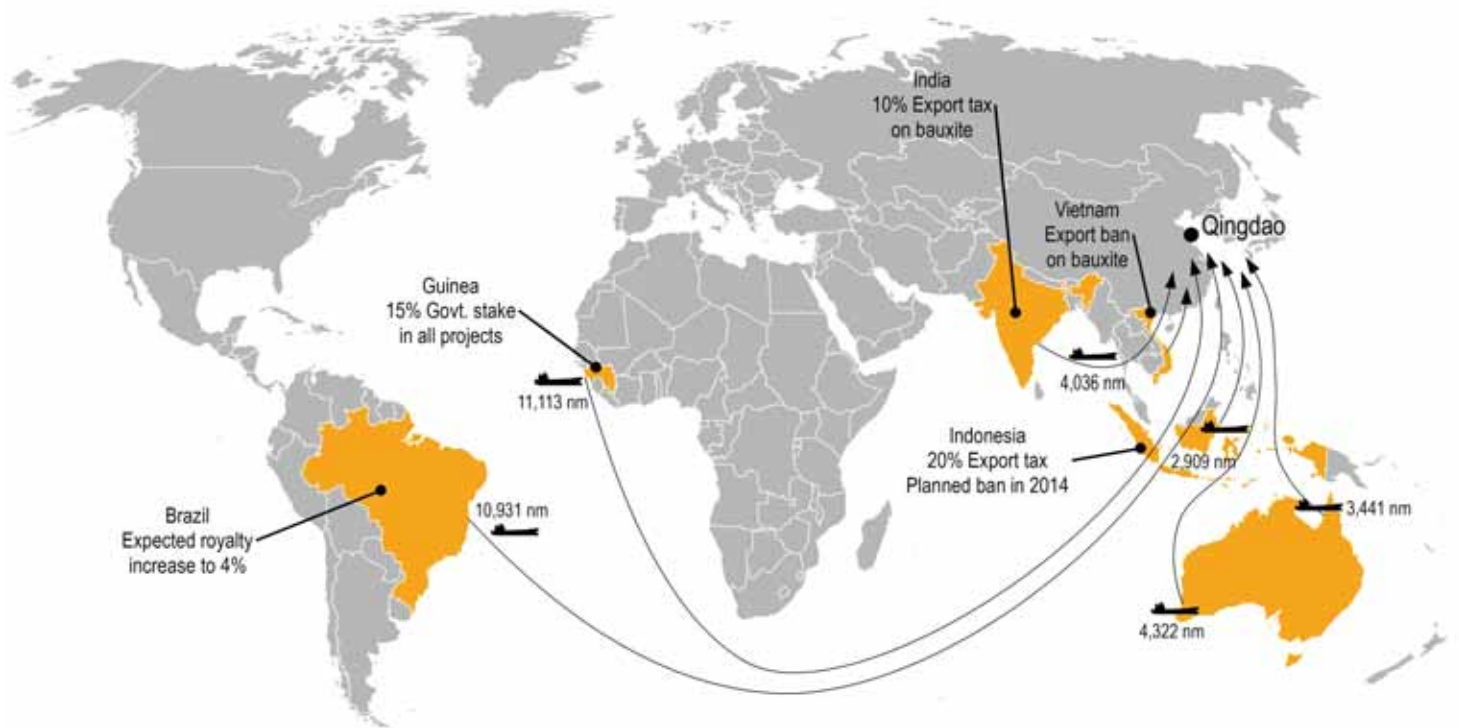 India
10% Export tax
on bauxite
Vietnam
Export ban
on bauxite
Qingdao
Guinea
15% Govt. stake
in all projects
11,113 nm
4,036 nm
Indonesia
20% Export tax
Planned ban in 2014
2,909 nm
3,441 nm
Brazil
Expected royalty
increase to 4%
10,931 nm
4,322 nm